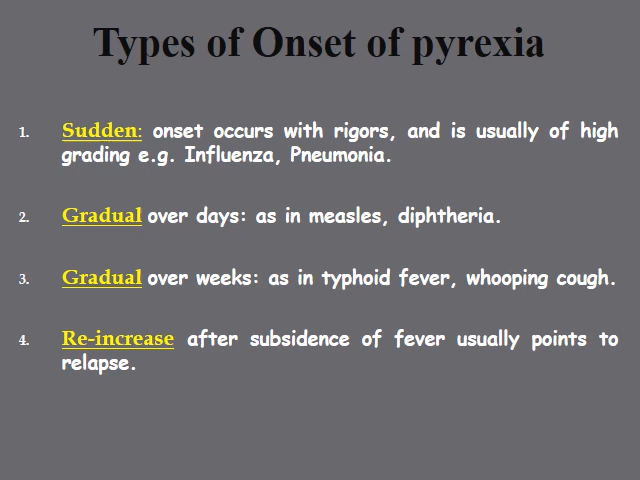 Types of Onset of pyrexia
1. Sudden: onset occurs with rigors, and is usually of high
grading e.g. Influenza, Pneumonia.
2. Gradual over days: as in measles, diphtheria.
3. Gradual over weeks: as in typhoid fever, whooping cough.
4. Re-increase after subsidence of fever usually points to
relapse.